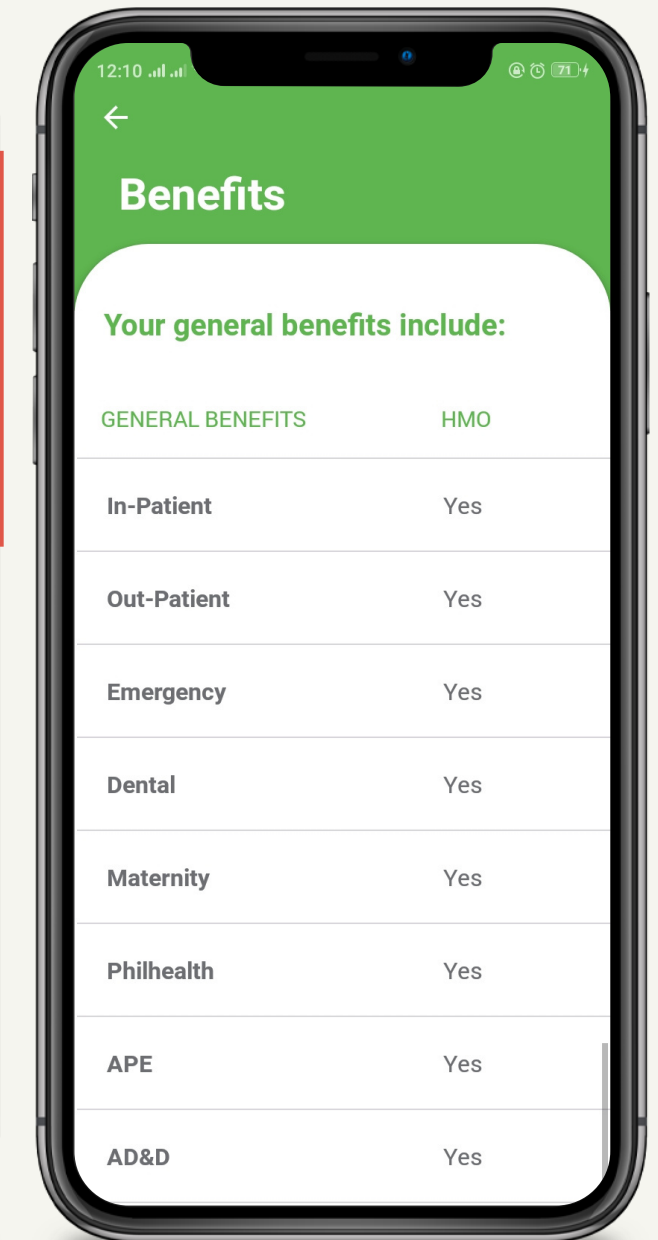 12:10 71
Benefits
Your general benefits include:
GENERAL BENEFITS HMO
In-Patient Yes
Out-Patient Yes
Emergency Yes
Dental Yes
Maternity Yes
Philhealth Yes
APE Yes
AD&D Yes